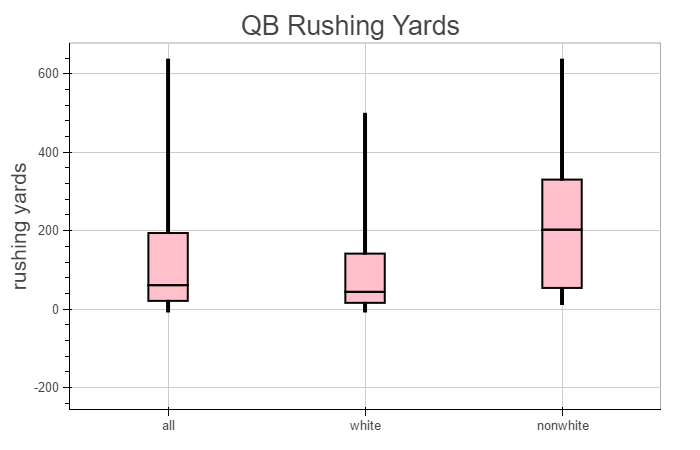 QB Rushing Yards
rushing yards
600
400
200
0
-200
all
white
nonwhite